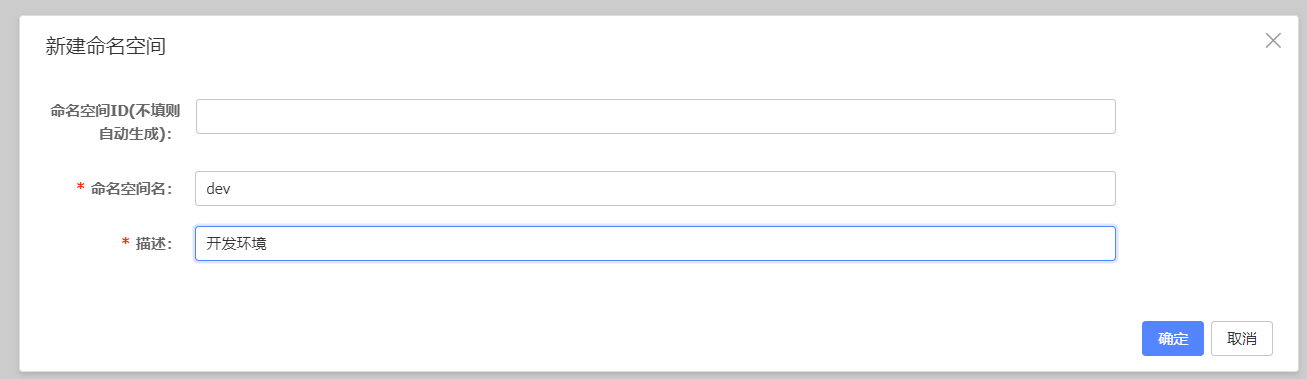 新建命名空间
命名空间ID(不填则
自动生成):
* 命名空间名: dev
* 描述: 开发环境
确定 取消